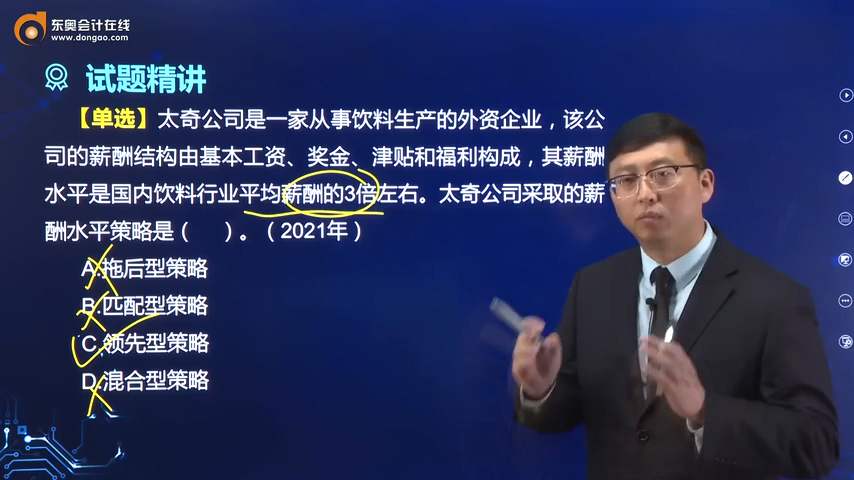 东奥会计在线
www.dongao.com
试题精讲
【单选】太奇公司是一家从事饮料生产的外资企业，该公
司的薪酬结构由基本工资、奖金、津贴和福利构成，其薪酬
水平是国内饮料行业平均薪酬的3倍左右。太奇公司采取的薪
酬水平策略是（ ）。（2021年）
A.拖后型策略
B.匹配型策略
C.领先型策略
D.混合型策略